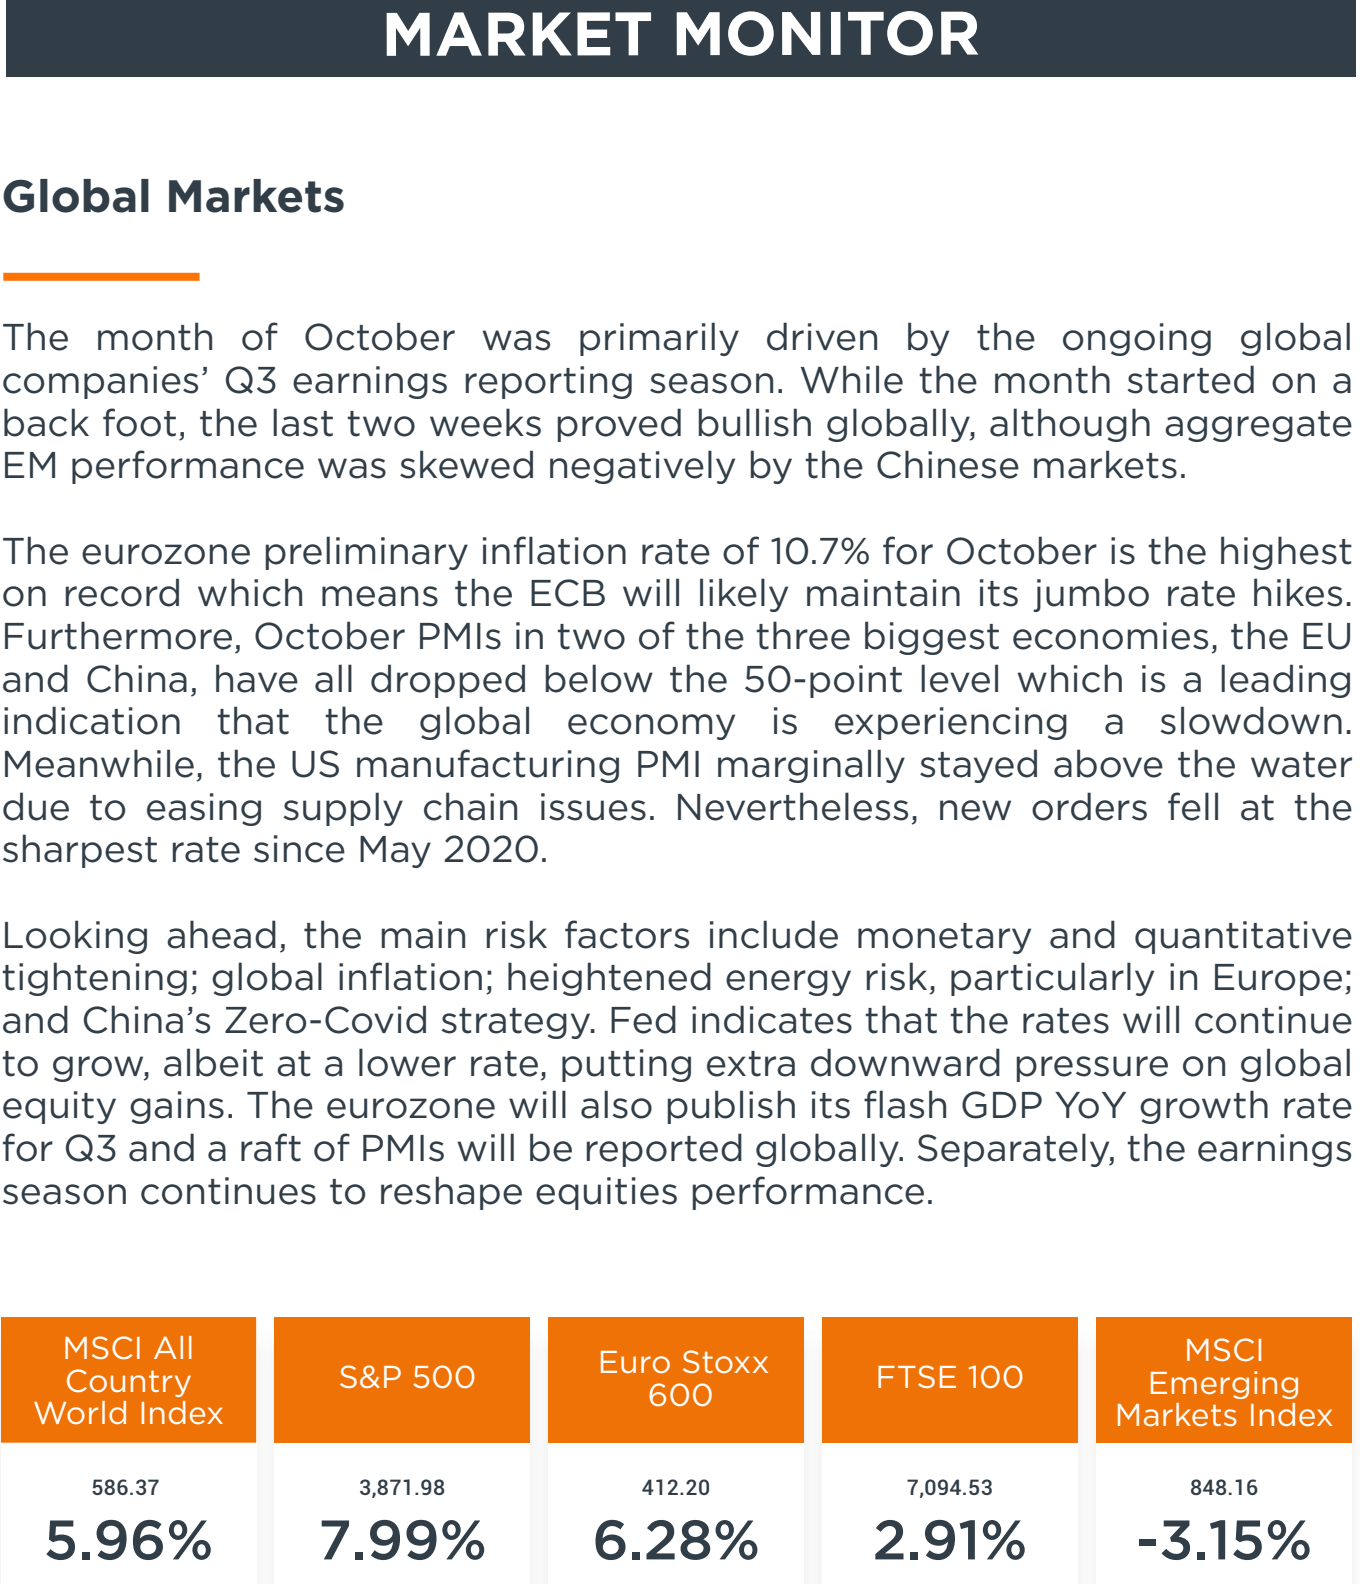 MARKET MONITOR
Global Markets
The month of October was primarily driven by the ongoing global
companies’ Q3 earnings reporting season. While the month started on a
back foot, the last two weeks proved bullish globally, although aggregate
EM performance was skewed negatively by the Chinese markets.
The eurozone preliminary inflation rate of 10.7% for October is the highest
on record which means the ECB will likely maintain its jumbo rate hikes.
Furthermore, October PMIs in two of the three biggest economies, the EU
and China, have all dropped below the 50-point level which is a leading
indication that the global economy is experiencing a slowdown.
Meanwhile, the US manufacturing PMI marginally stayed above the water
due to easing supply chain issues. Nevertheless, new orders fell at the
sharpest rate since May 2020.
Looking ahead, the main risk factors include monetary and quantitative
tightening; global inflation; heightened energy risk, particularly in Europe;
and China’s Zero-Covid strategy. Fed indicates that the rates will continue
to grow, albeit at a lower rate, putting extra downward pressure on global
equity gains. The eurozone will also publish its flash GDP YoY growth rate
for Q3 and a raft of PMIs will be reported globally. Separately, the earnings
season continues to reshape equities performance.
MSCI All
Country
World Index
586.37
5.96%
S&P 500
3,871.98
7.99%
Euro Stoxx
600
412.20
6.28%
FTSE 100
7,094.53
2.91%
MSCI
Emerging
Markets Index
848.16
-3.15%